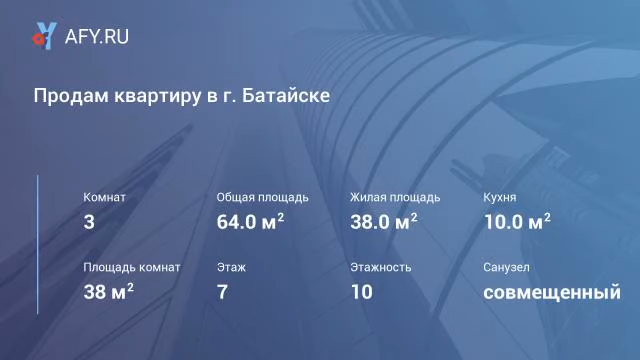 AFY.RU
Продам квартиру в г. Батайске
Комнат Общая площадь Жилая площадь Кухня
3 64.0 м² 38.0 м² 10.0 м²
Площадь комнат Этаж Этажность Санузел
38 м² 7 10 совмещенный